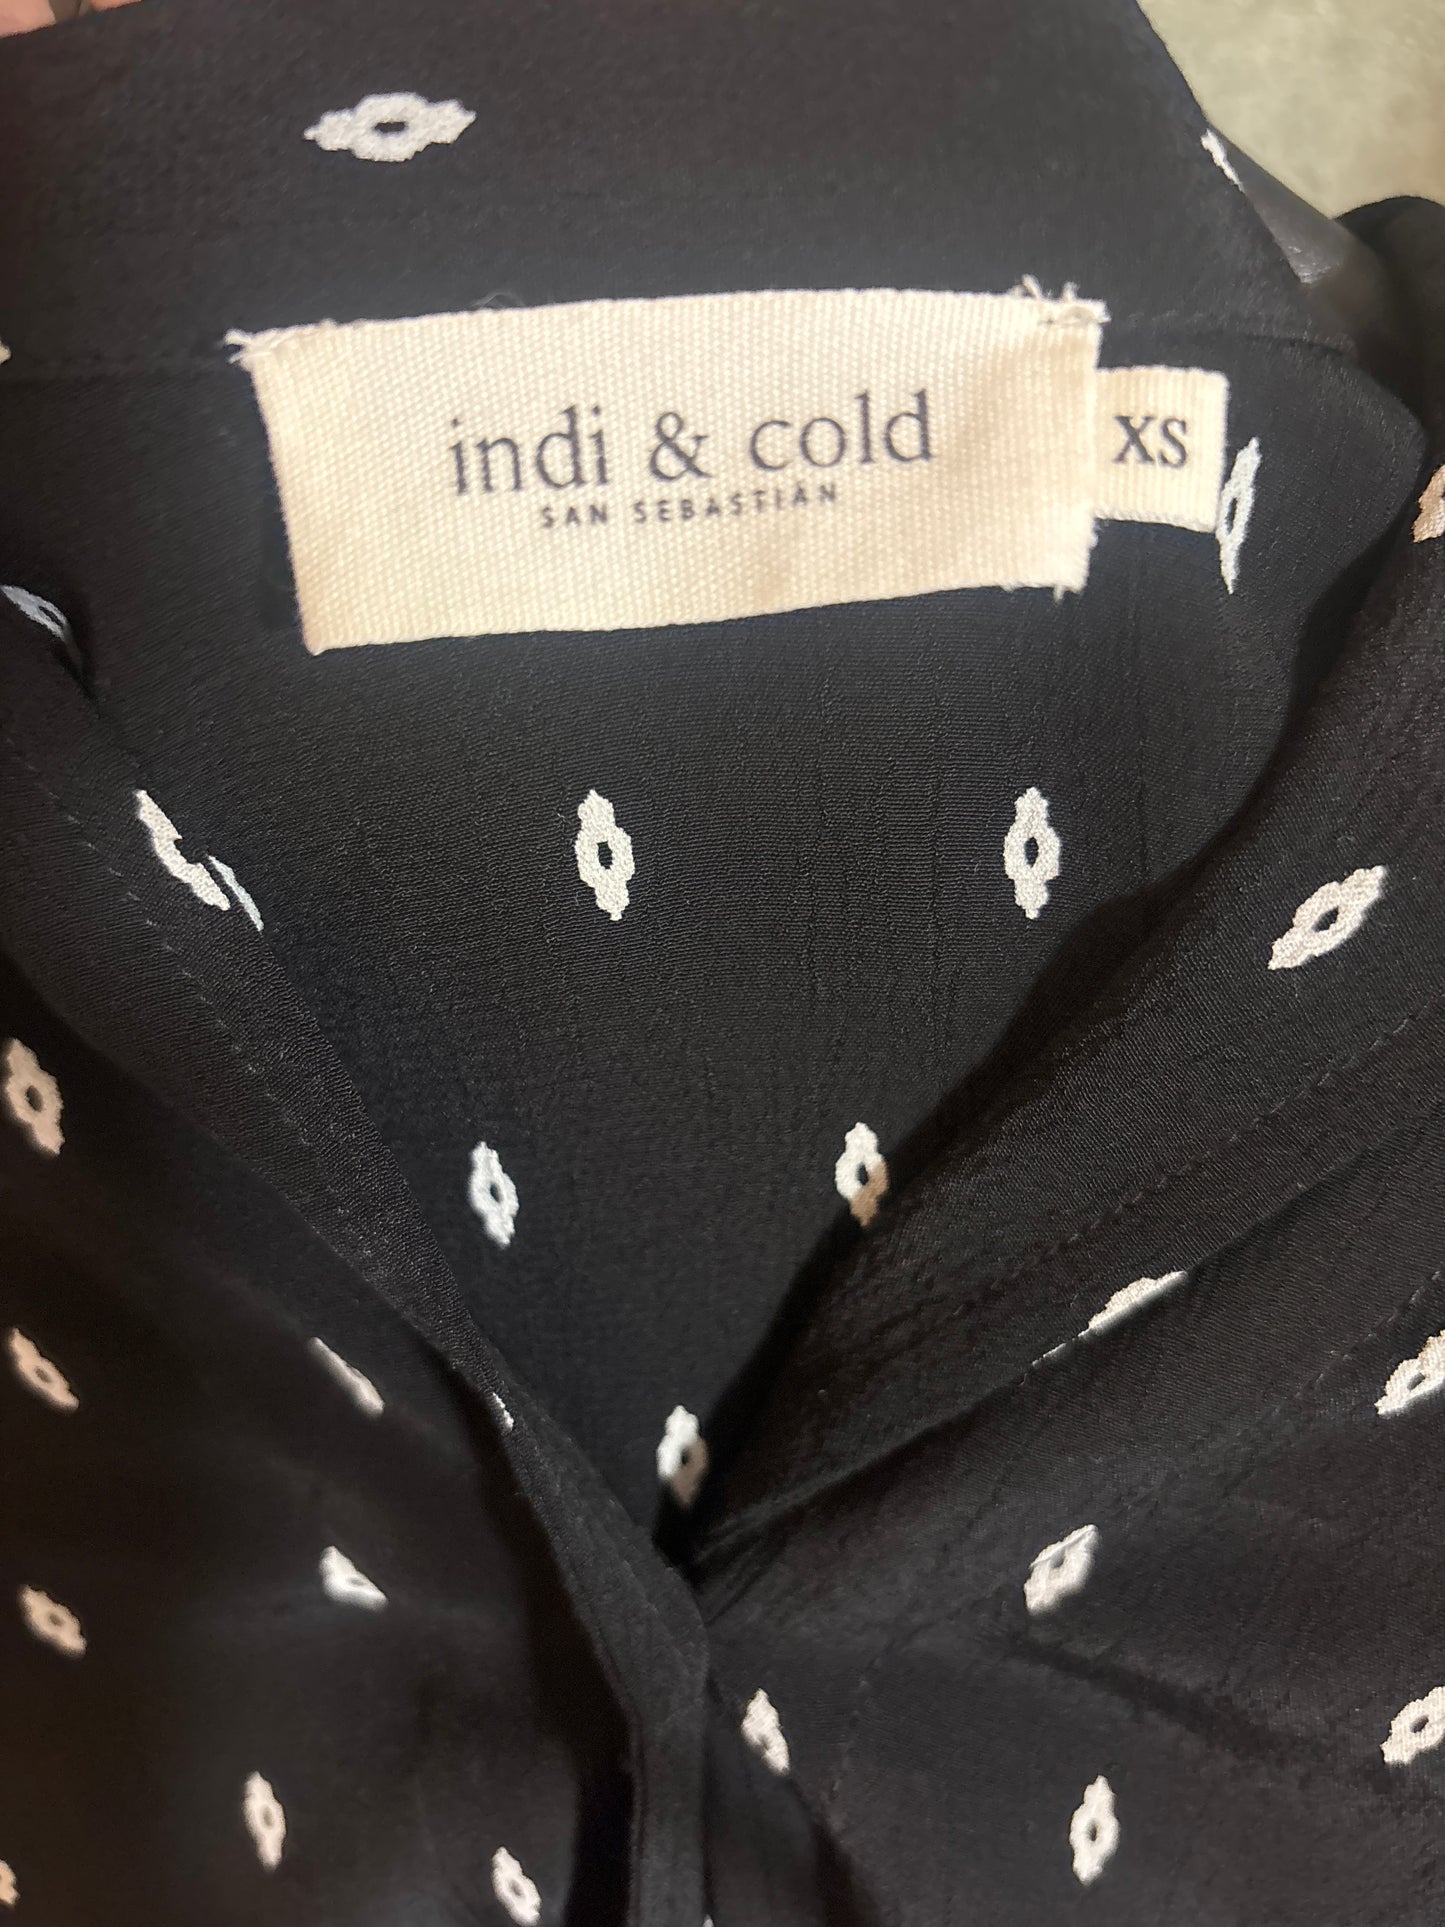 indi & cold
SAN SEBASTIÁN
XS